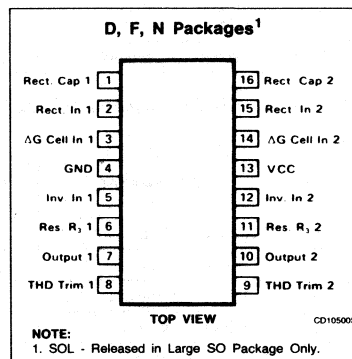 D, F, N Packages1
Rect. Cap 1 1 16 Rect. Cap 2
Rect. In 1 2 15 Rect In 2
ΔG Cell In 1 3 14 ΔG Cell In 2
GND 4 13 VCC
Inv. In 1 5 12 Inv. In 2
Res. R3 1 6 11 Res. R3 2
Output 1 7 10 Output 2
THD Trim 1 8 9 THD Trim 2
TOP VIEW
CD10500
NOTE:
1. SOL - Released in Large SO Package Only.